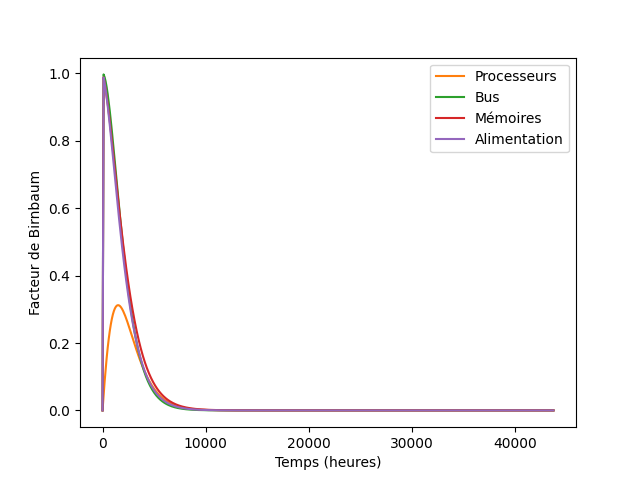 Processeurs
Bus
Mémoires
Alimentation
Facteur de Birnbaum
1.0
0.8
0.6
0.4
0.2
0.0
0 10000 20000 30000 40000
Temps (heures)